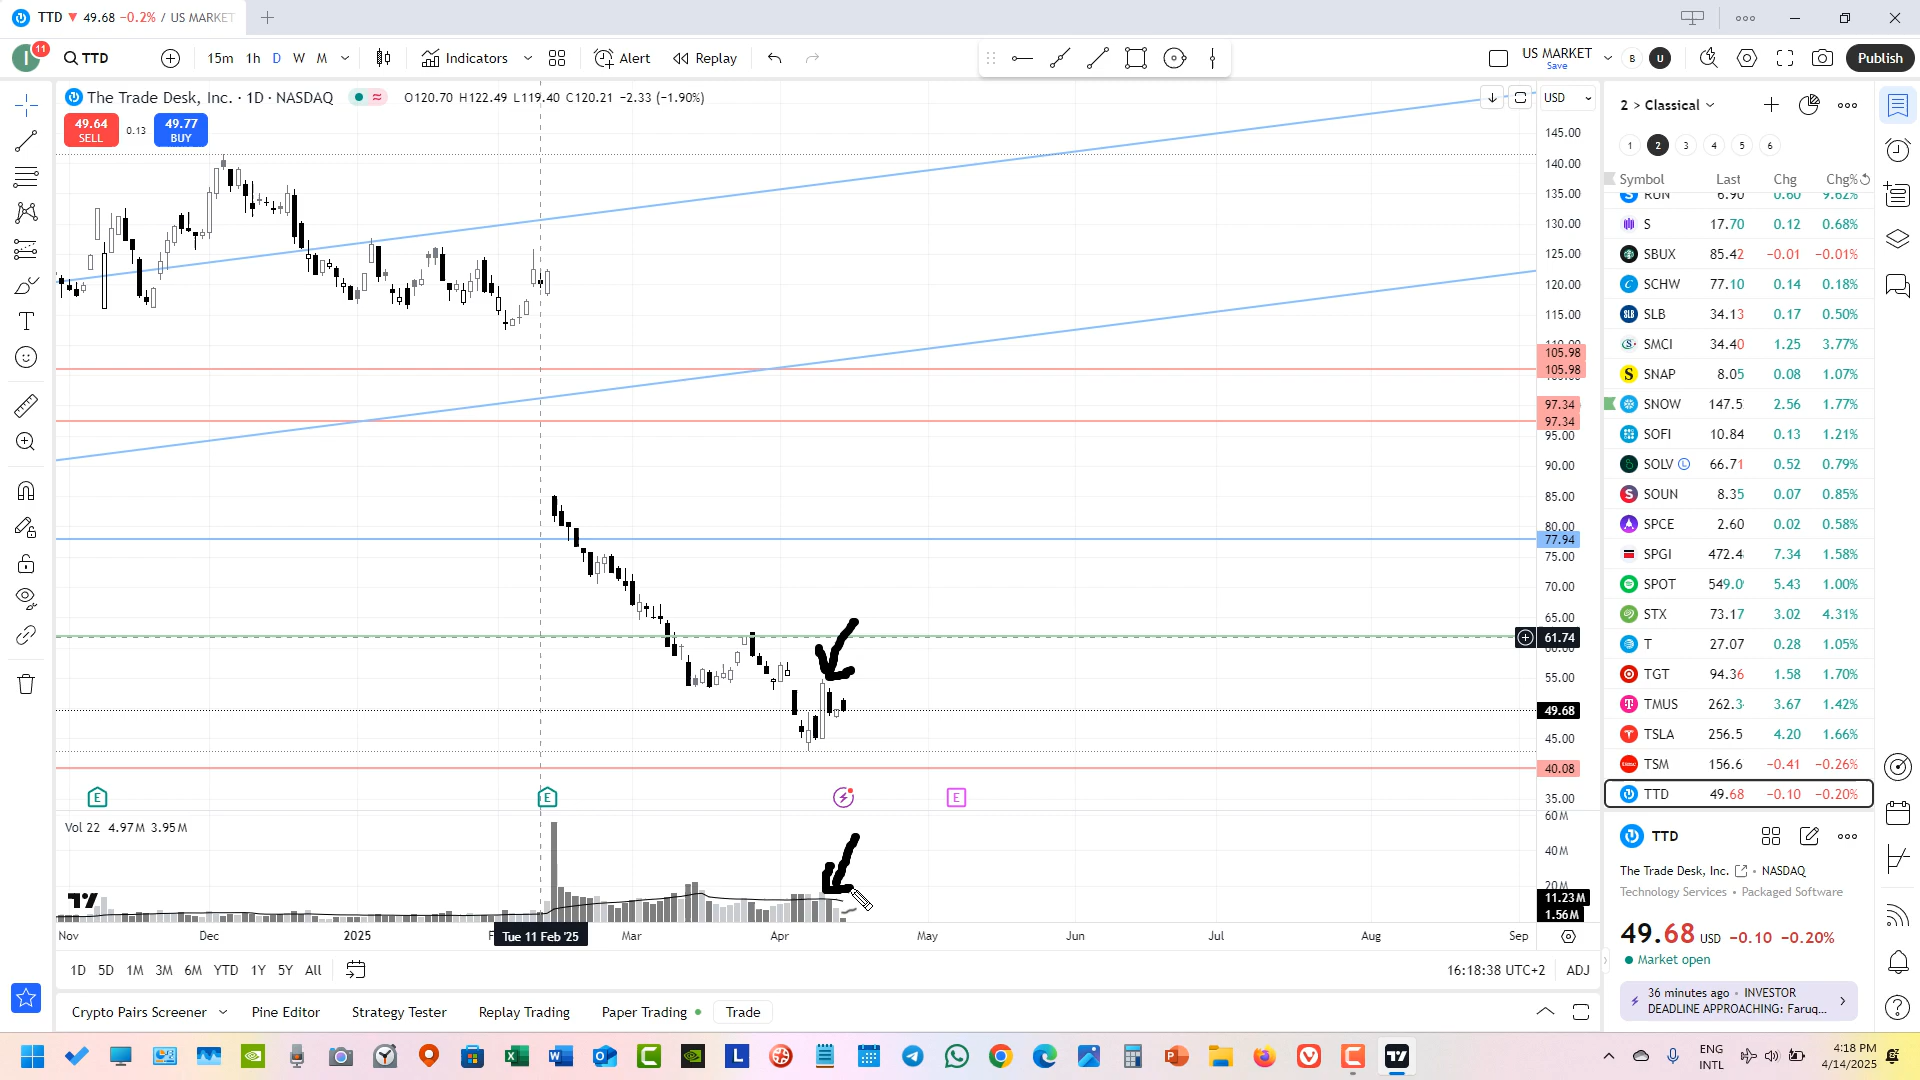 TTD ▼ 49.68 −0.2% / US MARKET
I
11
TTD
15m 1h D W M
Indicators
Alert
Replay
US MARKET
Save
B
U
Publish
The Trade Desk, Inc. · 1D · NASDAQ
O120.70 H122.49 L119.40 C120.21 −2.33 (−1.90%)
49.64
SELL
0.13
49.77
BUY
USD
145.00
140.00
135.00
130.00
125.00
120.00
115.00
105.98
105.98
97.34
97.34
95.00
90.00
85.00
80.00
77.94
75.00
70.00
65.00
61.74
55.00
49.68
45.00
40.08
35.00
E
E
E
Vol 22 4.97M 3.95M
60M
40M
20M
11.23M
1.56M
Nov
Dec
2025
Tue 11 Feb '25
Mar
Apr
May
Jun
Jul
Aug
Sep
1D 5D 1M 3M 6M YTD 1Y 5Y All
16:18:38 UTC+2
ADJ
Crypto Pairs Screener
Pine Editor
Strategy Tester
Replay Trading
Paper Trading
Trade
2 > Classical
1 2 3 4 5 6
Symbol Last Chg Chg%
RUN 6.90 0.60 9.62%
S 17.70 0.12 0.68%
SBUX 85.42 −0.01 −0.01%
SCHW 77.10 0.14 0.18%
SLB 34.13 0.17 0.50%
SMCI 34.40 1.25 3.77%
SNAP 8.05 0.08 1.07%
SNOW 147.5 2.56 1.77%
SOFI 10.84 0.13 1.21%
SOLV L 66.71 0.52 0.79%
SOUN 8.35 0.07 0.85%
SPCE 2.60 0.02 0.58%
SPGI 472.4 7.34 1.58%
SPOT 549.0 5.43 1.00%
STX 73.17 3.02 4.31%
T 27.07 0.28 1.05%
TGT 94.36 1.58 1.70%
TMUS 262.3 3.67 1.42%
TSLA 256.5 4.20 1.66%
TSM 156.6 −0.41 −0.26%
TTD 49.68 −0.10 −0.20%
TTD
The Trade Desk, Inc. • NASDAQ
Technology Services • Packaged Software
49.68 USD −0.10 −0.20%
Market open
36 minutes ago • INVESTOR
DEADLINE APPROACHING: Faruq...
ENG
INTL
4:18 PM
4/14/2025